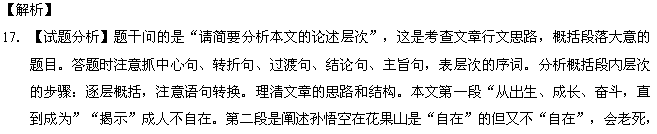 【解析】
17. 【试题分析】题干问的是“请简要分析本文的论述层次”，这是考查文章行文思路，概括段落大意的
题目。答题时注意抓中心句、转折句、过渡句、结论句、主旨句，表层次的序词。分析概括段内层次
的步骤：逐层概括，注意语句转换。理清文章的思路和结构。本文第一段“从出生、成长、奋斗，直
到成为”“揭示”成人不自在。第二段是阐述孙悟空在花果山是“自在”的但又不“自在”，会老死，